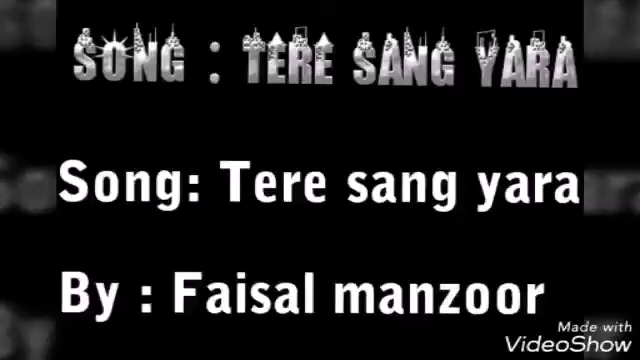 SONG : TERE SANG YARA
Song: Tere sang yara
By : Faisal manzoor
Made with
VideoShow